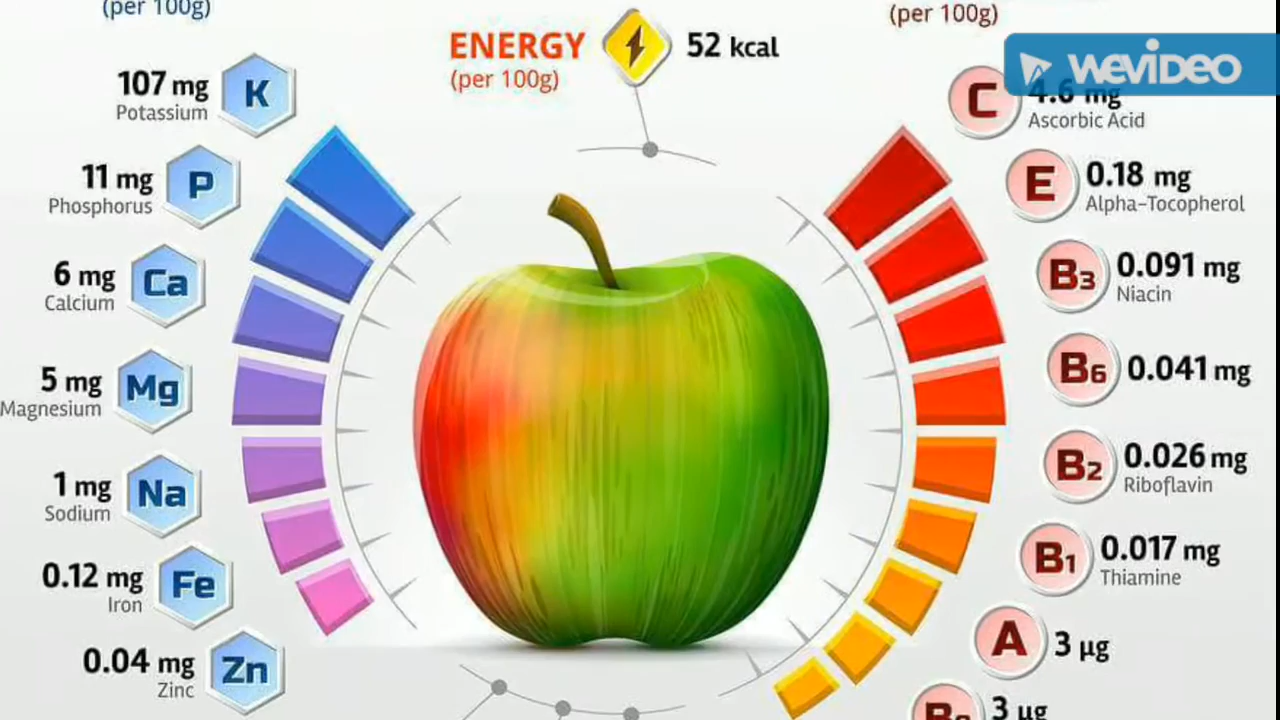 (per 100g)
ENERGY
(per 100g)
52 kcal
(per 100g)
WEVIDEO
107 mg
Potassium
K
11 mg
Phosphorus
P
6 mg
Calcium
Ca
5 mg
Magnesium
Mg
1 mg
Sodium
Na
0.12 mg
Iron
Fe
0.04 mg
Zinc
Zn
C
4.6 mg
Ascorbic Acid
E
0.18 mg
Alpha-Tocopherol
B3
0.091 mg
Niacin
B6
0.041 mg
B2
0.026 mg
Riboflavin
B1
0.017 mg
Thiamine
A
3 µg
3 µg